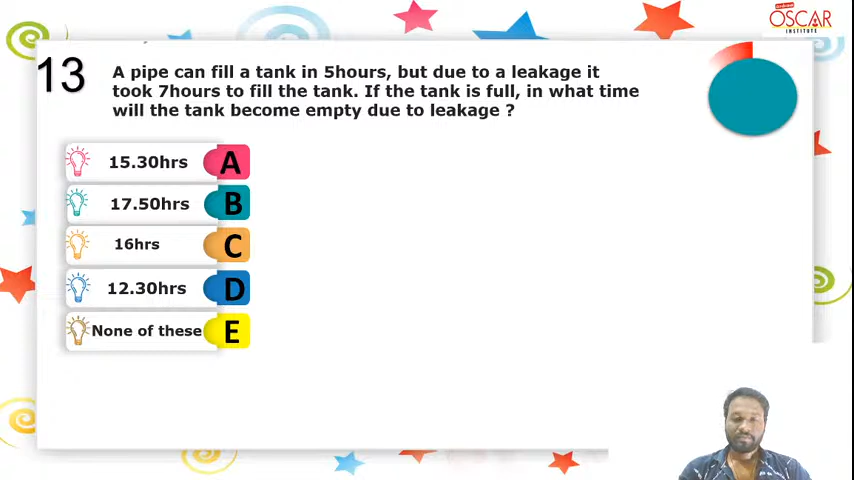 OSCAR
INSTITUTE
13
A pipe can fill a tank in 5hours, but due to a leakage it
took 7hours to fill the tank. If the tank is full, in what time
will the tank become empty due to leakage ?
15.30hrs A
17.50hrs B
16hrs C
12.30hrs D
None of these E